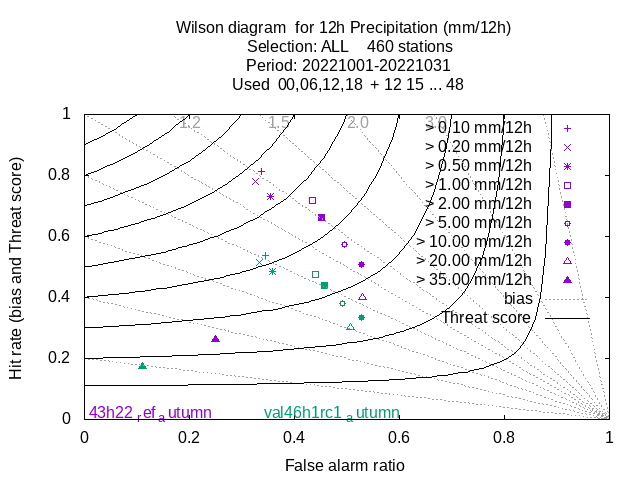 Wilson diagram  for 12h Precipitation (mm/12h)
Selection: ALL    460 stations
Period: 20221001-20221031
Used  00,06,12,18  + 12 15 ... 48
1.2 1.5 2.0 3.0
> 0.10 mm/12h
> 0.20 mm/12h
> 0.50 mm/12h
> 1.00 mm/12h
> 2.00 mm/12h
> 5.00 mm/12h
> 10.00 mm/12h
> 20.00 mm/12h
> 35.00 mm/12h
bias
Threat score
Hit rate (bias and Threat score)
1
0.8
0.6
0.4
0.2
0
43h22 ref autumn val46h1rc1 autumn
0 0.2 0.4 0.6 0.8 1
False alarm ratio